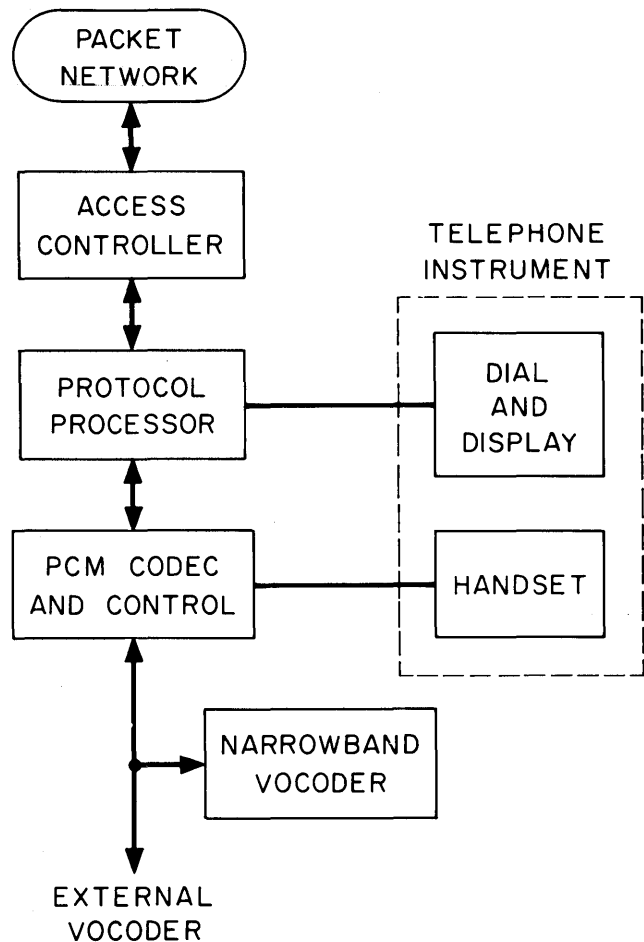 PACKET
NETWORK
ACCESS
CONTROLLER
TELEPHONE
INSTRUMENT
PROTOCOL
PROCESSOR
DIAL
AND
DISPLAY
PCM CODEC
AND CONTROL
HANDSET
NARROWBAND
VOCODER
EXTERNAL
VOCODER